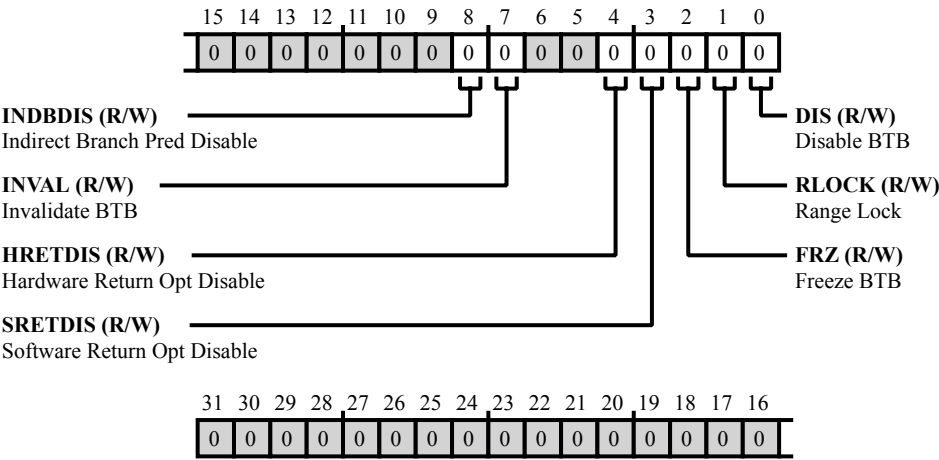 15 14 13 12 11 10 9 8 7 6 5 4 3 2 1 0
0 0 0 0 0 0 0 0 0 0 0 0 0 0 0 0
INDBDIS (R/W)
Indirect Branch Pred Disable
DIS (R/W)
Disable BTB
INVAL (R/W)
Invalidate BTB
RLOCK (R/W)
Range Lock
HRETDIS (R/W)
Hardware Return Opt Disable
FRZ (R/W)
Freeze BTB
SRETDIS (R/W)
Software Return Opt Disable
31 30 29 28 27 26 25 24 23 22 21 20 19 18 17 16
0 0 0 0 0 0 0 0 0 0 0 0 0 0 0 0